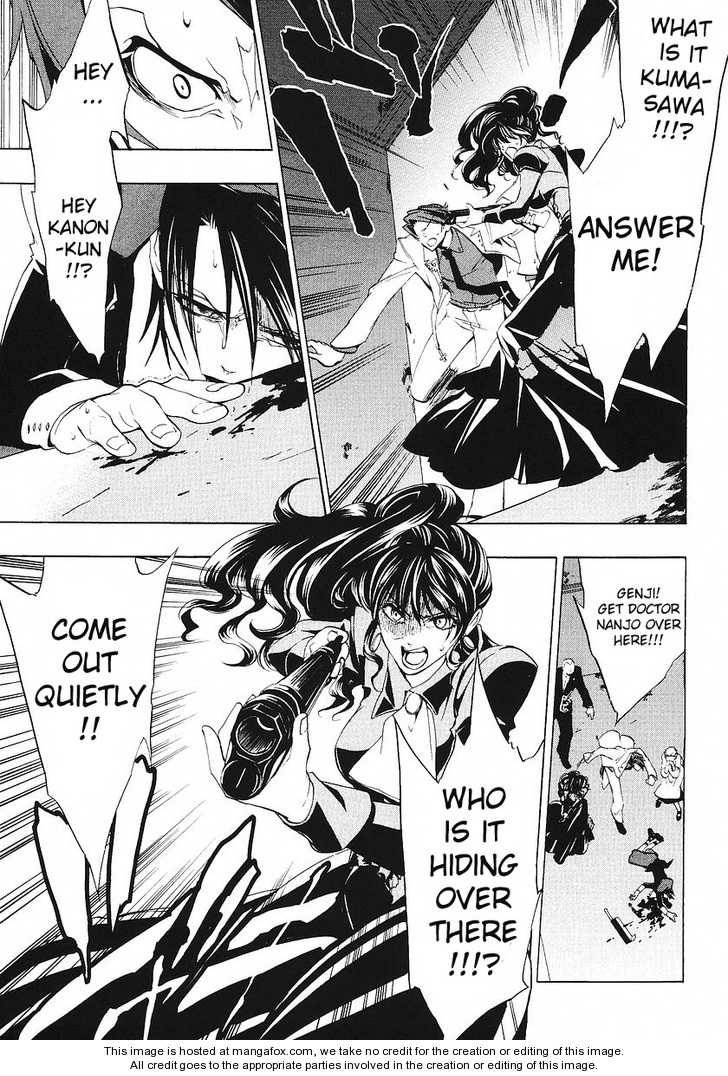 WHAT
IS IT
KUMA-
SAWA
!!!?
ANSWER
ME!
HEY
...
HEY
KANON
-KUN
!!?
GENJI!
GET DOCTOR
NANJO OVER
HERE!!!
WHO
IS IT
HIDING
OVER
THERE
!!!?
COME
OUT
QUIETLY
!!
This image is hosted at mangafox.com, we take no credit for the creation or editing of this image.
All credit goes to the appropriate parties involved in the creation or editing of this image.